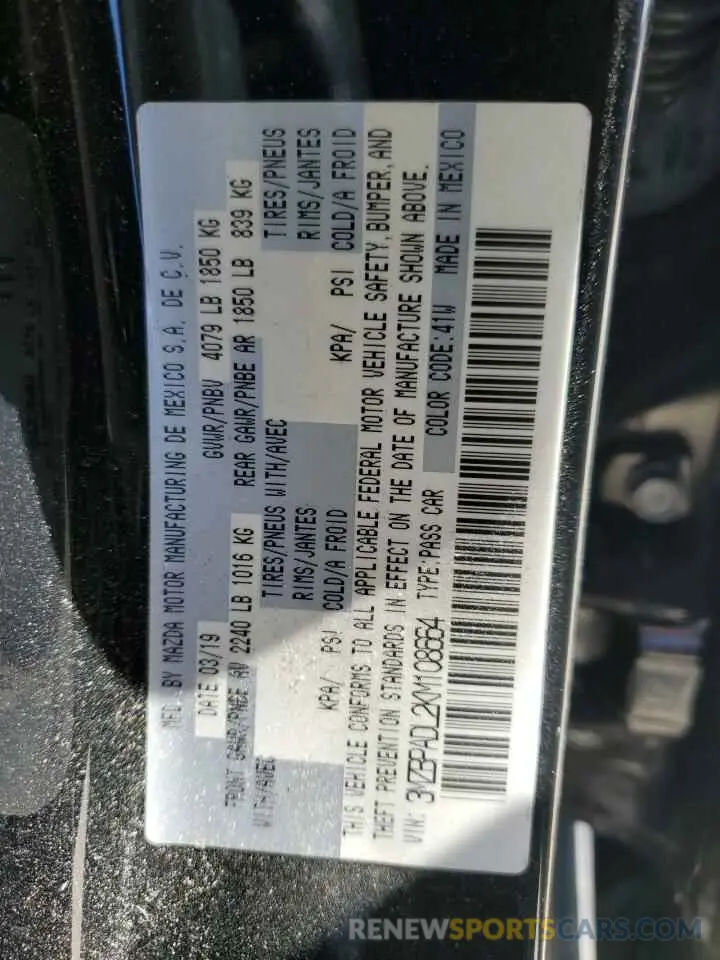 MFD. BY MAZDA MOTOR MANUFACTURING DE MEXICO S.A. DE C.V.
DATE 03/19 GVWR/PNBV 4079 LB 1850 KG
FRONT GAWR/PNBE AV 2240 LB 1016 KG REAR GAWR/PNBE AR 1850 LB 839 KG
WITH/AVEC TIRES/PNEUS WITH/AVEC TIRES/PNEUS
RIMS/JANTES RIMS/JANTES
KPA/ PSI COLD/A FROID KPA/ PSI COLD/A FROID
THIS VEHICLE CONFORMS TO ALL APPLICABLE FEDERAL MOTOR VEHICLE SAFETY, BUMPER, AND
THEFT PREVENTION STANDARDS IN EFFECT ON THE DATE OF MANUFACTURE SHOWN ABOVE.
VIN: 3MZBPADL2KM108664 TYPE:PASS CAR COLOR CODE:41W MADE IN MEXICO
RENEWSPORTSCARS.COM